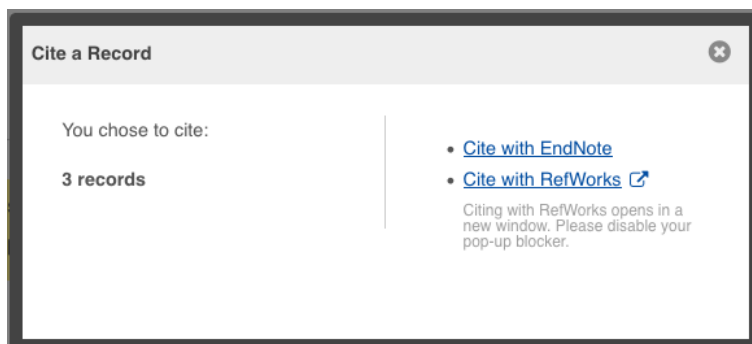 Cite a Record
You chose to cite:
3 records
• Cite with EndNote
• Cite with RefWorks
Citing with RefWorks opens in a
new window. Please disable your
pop-up blocker.